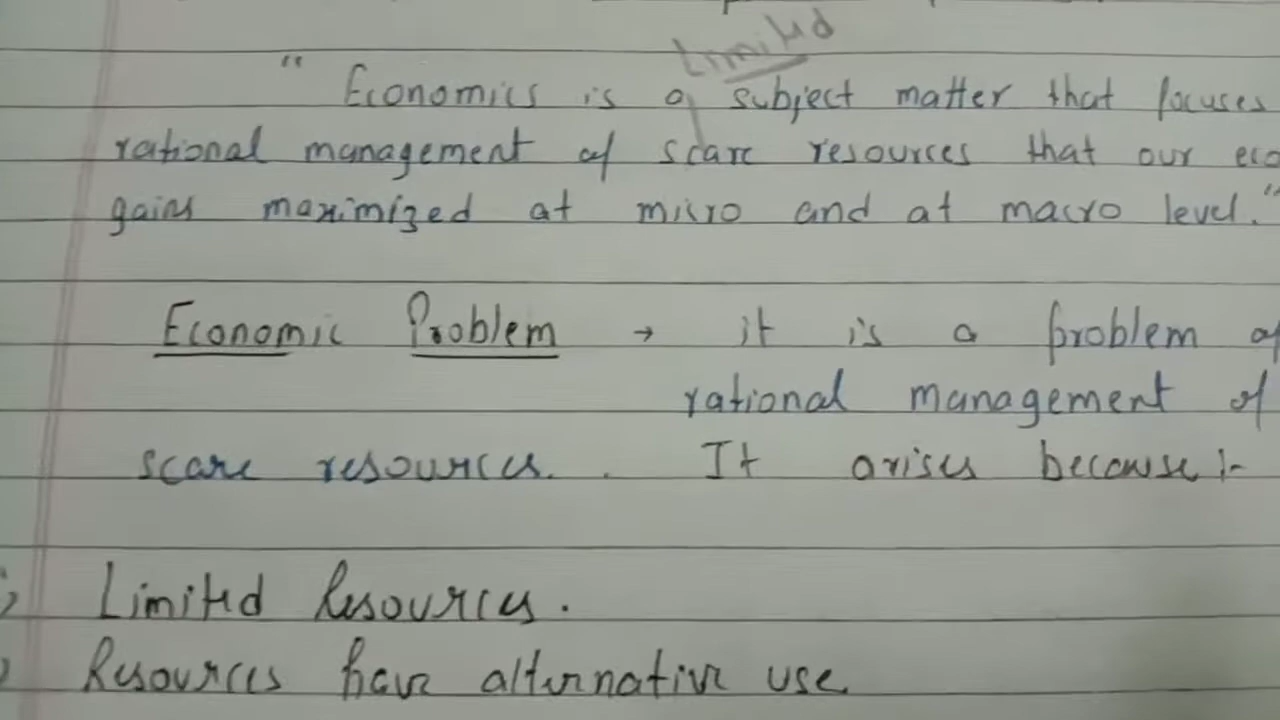 Limited
" Economics is a subject matter that focuses
rational management of scare resources that our eco
gains maximized at micro and at macro level."
Economic Problem → it is a problem of
rational management of
scare resources. It arises because :-
Limited Resources.
Resources have alternative use